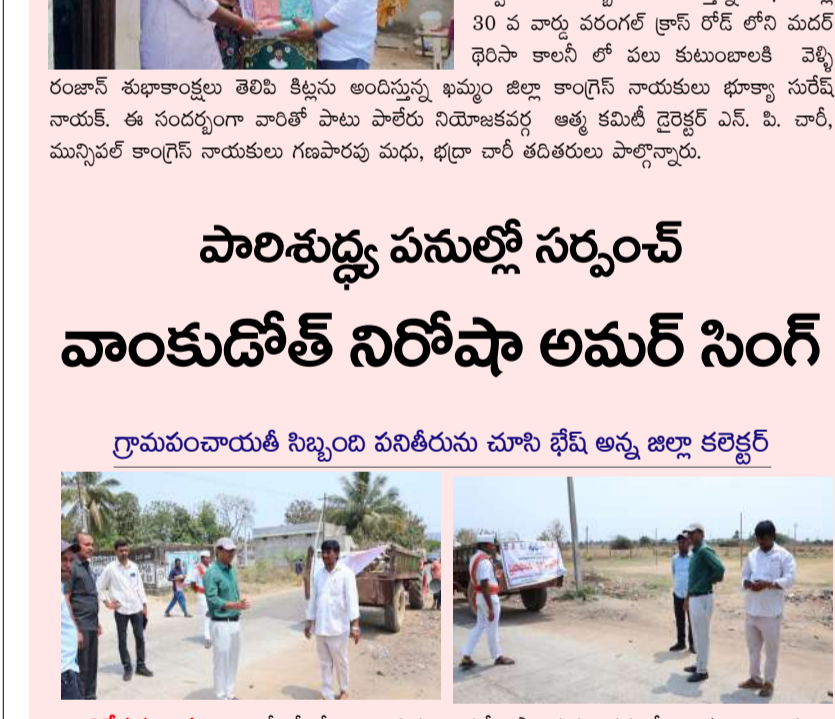 30 వ వార్డు వరంగల్ క్రాస్ రోడ్ లోని మదర్
థెరిసా కాలనీ లో పలు కుటుంబాలకి వెళ్ళి
రంజాన్ శుభాకాంక్షలు తెలిపి కిట్లను అందిస్తున్న ఖమ్మం జిల్లా కాంగ్రెస్ నాయకులు భూక్యా సురేష్
నాయక్. ఈ సందర్భంగా వారితో పాటు పాలేరు నియోజకవర్గ ఆత్మ కమిటీ డైరెక్టర్ ఎన్. పి. చారీ,
మున్సిపల్ కాంగ్రెస్ నాయకులు గణపారపు మధు, భద్రా చారీ తదితరులు పాల్గొన్నారు.
పారిశుద్ధ్య పనుల్లో సర్పంచ్
వాంకుడోత్ నిరోషా అమర్ సింగ్
గ్రామపంచాయతీ సిబ్బంది పనితీరును చూసి భేష్ అన్న జిల్లా కలెక్టర్